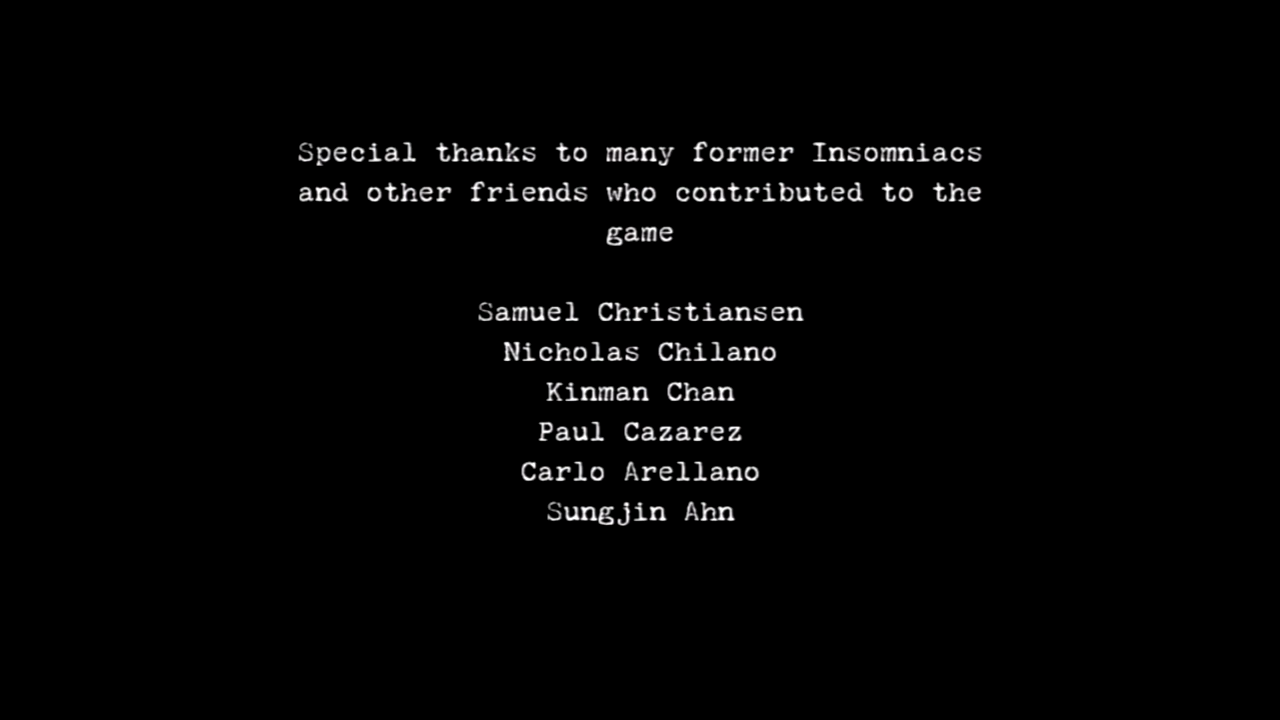 Special thanks to many former Insomniacs
and other friends who contributed to the
game
Samuel Christiansen
Nicholas Chilano
Kinman Chan
Paul Cazarez
Carlo Arellano
Sungjin Ahn